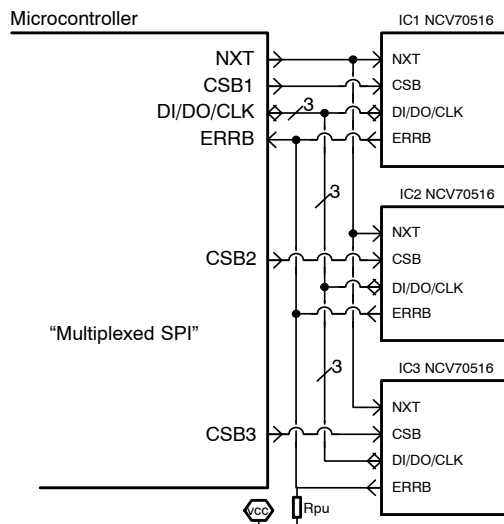 Microcontroller
IC1 NCV70516
NXT
NXT
CSB1
CSB
DI/DO/CLK
3
DI/DO/CLK
ERRB
ERRB
3
IC2 NCV70516
NXT
CSB2
CSB
DI/DO/CLK
ERRB
“Multiplexed SPI”
3
IC3 NCV70516
NXT
CSB3
CSB
DI/DO/CLK
ERRB
VCC
Rpu